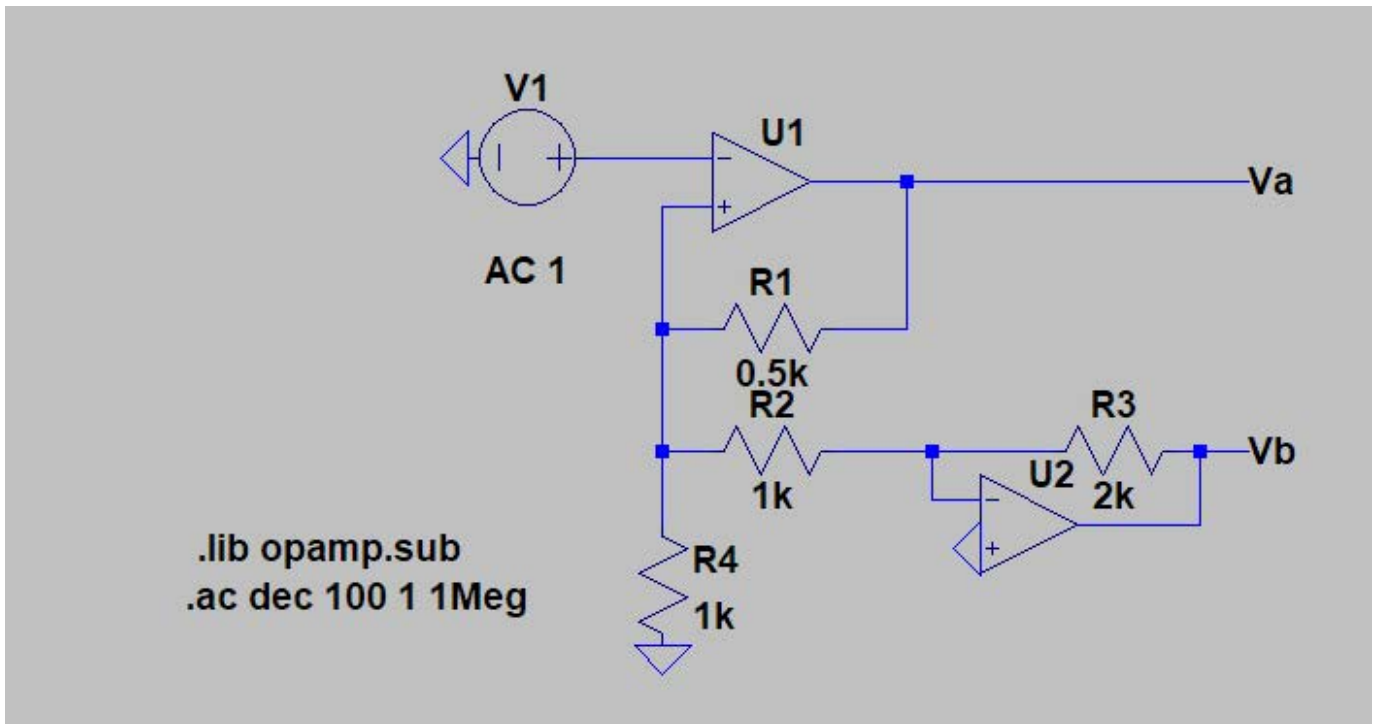 V1
U1
Va
AC 1
R1
0.5k
R2
R3
Vb
U2
1k
2k
.lib opamp.sub
R4
.ac dec 100 1 1Meg
1k